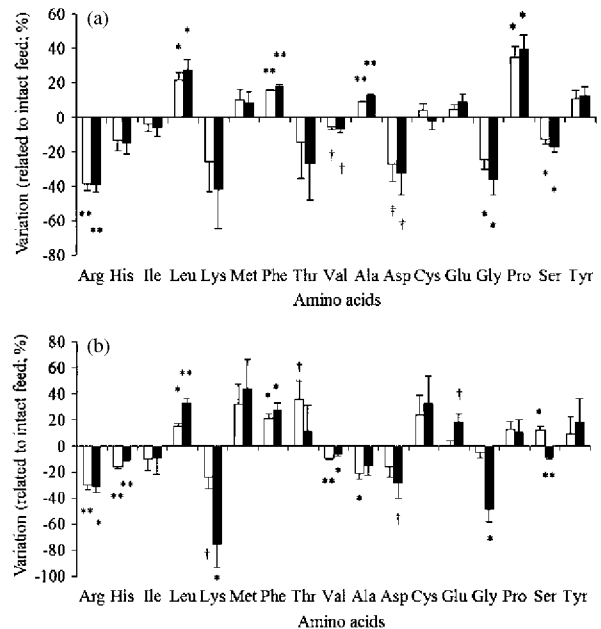 (a)
Variation (related to intact feed; %)
60
40
20
0
-20
-40
-60
-80
** ** * * ** ** † † ** ** ‡ † * * * * * *
Arg His Ile Leu Lys Met Phe Thr Val Ala Asp Cys Glu Gly Pro Ser Tyr
Amino acids
(b)
Variation (related to intact feed; %)
80
60
40
20
0
-20
-40
-60
-80
-100
** * ** ** * ** † * * * † ** * * † † * * **
Arg His Ile Leu Lys Met Phe Thr Val Ala Asp Cys Glu Gly Pro Ser Tyr
Amino acids